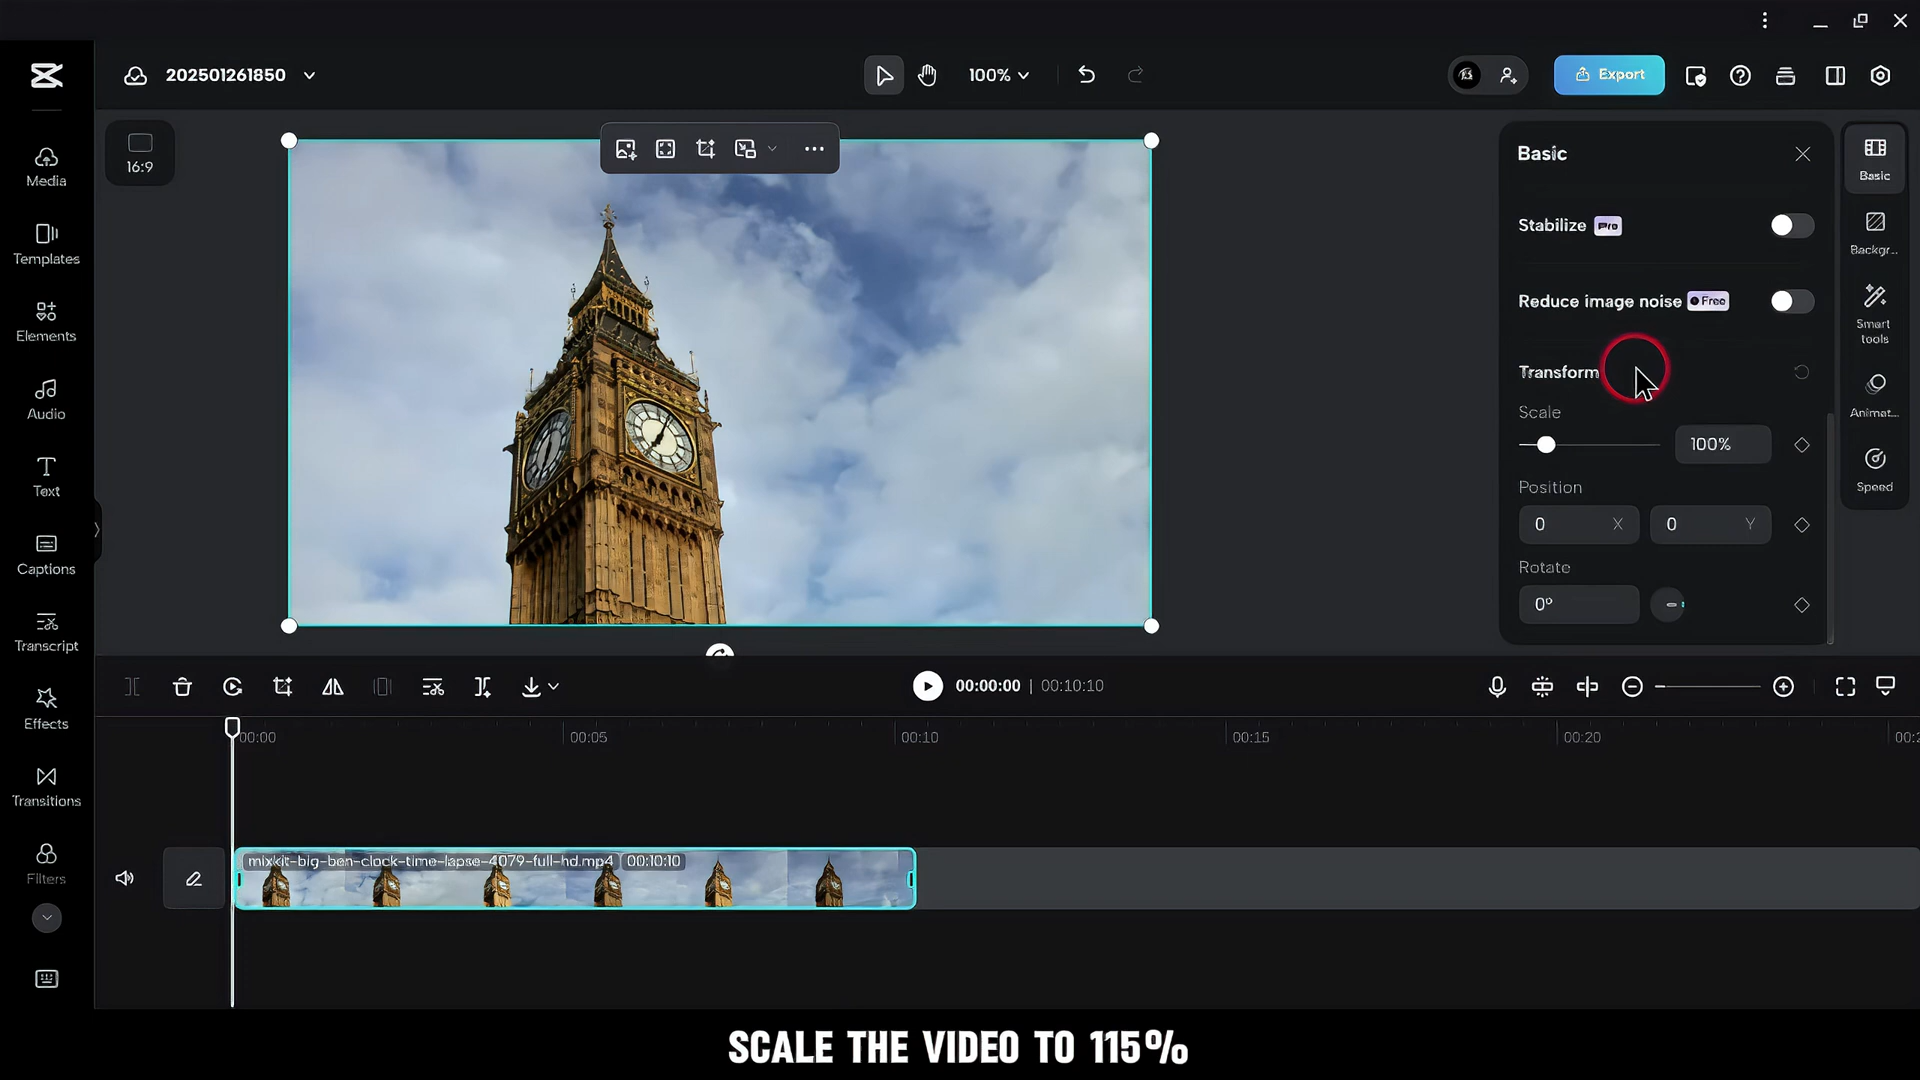 202501261850
100%
Export
16:9
Media
Templates
Elements
Audio
Text
Captions
Transcript
Effects
Transitions
Filters
Basic
Stabilize Pro
Reduce image noise Free
Transform
Scale
100%
Position
0 X 0 Y
Rotate
0°
Basic
Backgr...
Smart
tools
Animat...
Speed
00:00:00 | 00:10:10
00:00 00:05 00:10 00:15 00:20 00:2
mixkit-big-ben-clock-time-lapse-4079-full-hd.mp4 00:10:10
SCALE THE VIDEO TO 115%